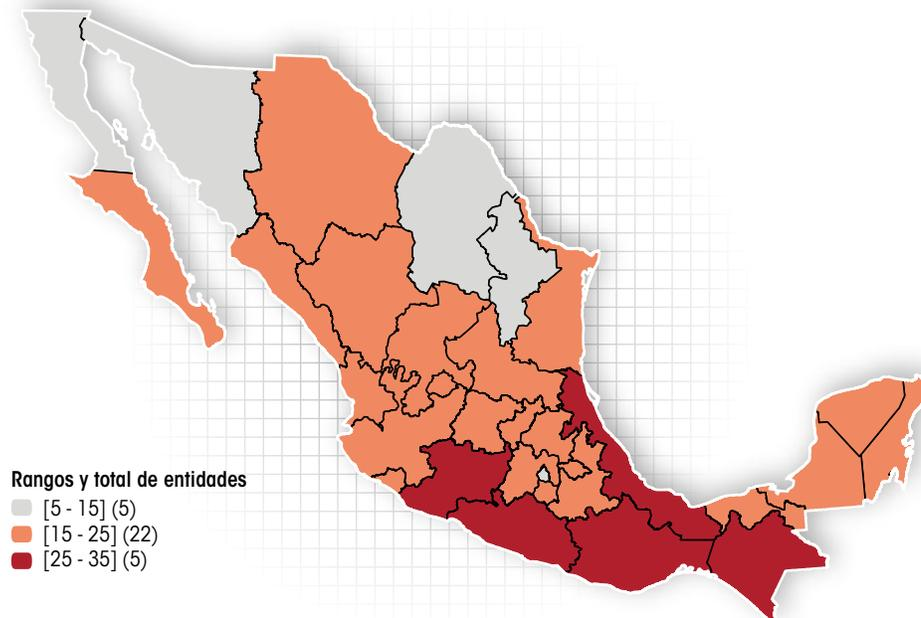 Rangos y total de entidades
[5 - 15] (5)
[15 - 25] (22)
[25 - 35] (5)